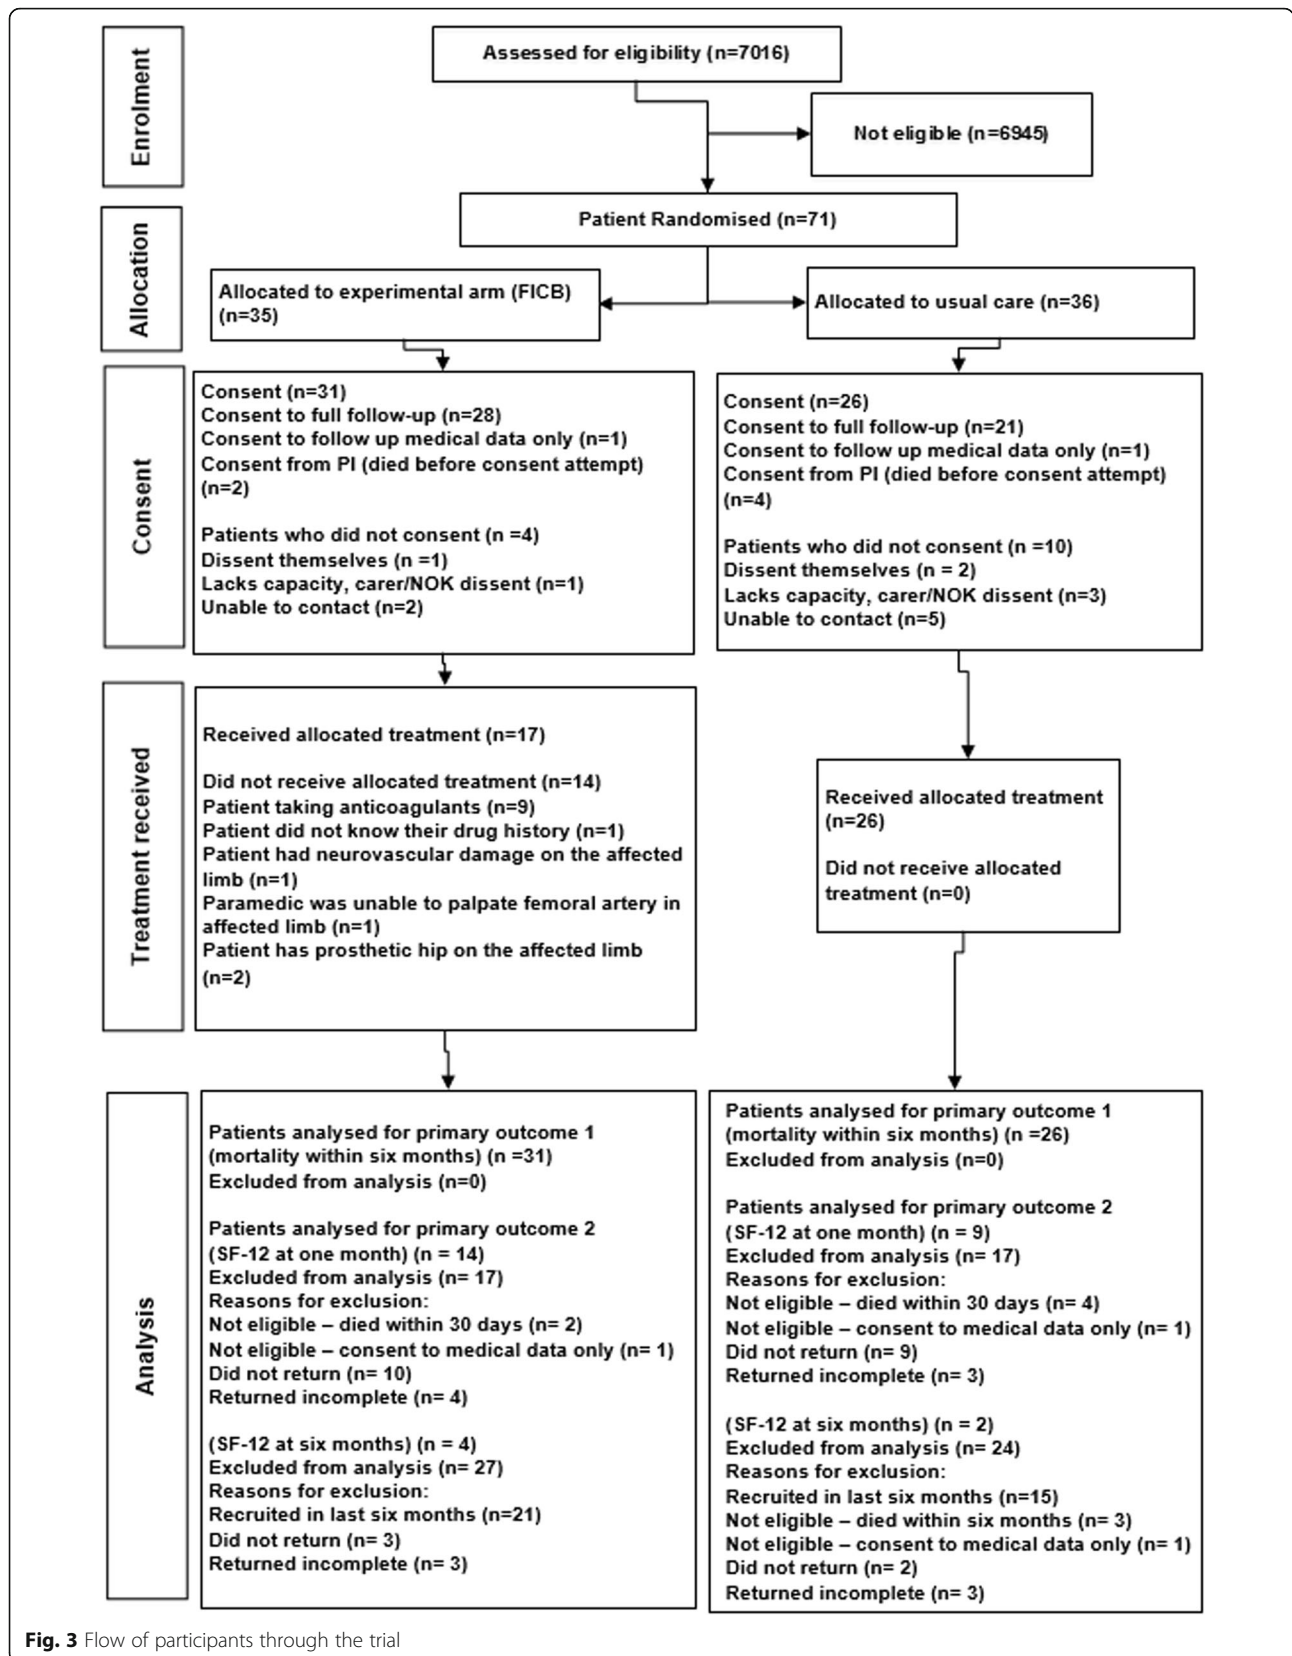 Enrolment
Assessed for eligibility (n=7016)
Not eligible (n=6945)
Allocation
Patient Randomised (n=71)
Allocated to experimental arm (FICB)
(n=35)
Allocated to usual care (n=36)
Consent
Consent (n=31)
Consent to full follow-up (n=28)
Consent to follow up medical data only (n=1)
Consent from PI (died before consent attempt)
(n=2)
Patients who did not consent (n =4)
Dissent themselves (n =1)
Lacks capacity, carer/NOK dissent (n=1)
Unable to contact (n=2)
Consent (n=26)
Consent to full follow-up (n=21)
Consent to follow up medical data only (n=1)
Consent from PI (died before consent attempt)
(n=4)
Patients who did not consent (n =10)
Dissent themselves (n = 2)
Lacks capacity, carer/NOK dissent (n=3)
Unable to contact (n=5)
Treatment received
Received allocated treatment (n=17)
Did not receive allocated treatment (n=14)
Patient taking anticoagulants (n=9)
Patient did not know their drug history (n=1)
Patient had neurovascular damage on the affected
limb (n=1)
Paramedic was unable to palpate femoral artery in
affected limb (n=1)
Patient has prosthetic hip on the affected limb
(n=2)
Received allocated treatment
(n=26)
Did not receive allocated
treatment (n=0)
Analysis
Patients analysed for primary outcome 1
(mortality within six months) (n =31)
Excluded from analysis (n=0)
Patients analysed for primary outcome 2
(SF-12 at one month) (n = 14)
Excluded from analysis (n= 17)
Reasons for exclusion:
Not eligible – died within 30 days (n= 2)
Not eligible – consent to medical data only (n= 1)
Did not return (n= 10)
Returned incomplete (n= 4)
(SF-12 at six months) (n = 4)
Excluded from analysis (n= 27)
Reasons for exclusion:
Recruited in last six months (n=21)
Did not return (n= 3)
Returned incomplete (n= 3)
Patients analysed for primary outcome 1
(mortality within six months) (n =26)
Excluded from analysis (n=0)
Patients analysed for primary outcome 2
(SF-12 at one month) (n = 9)
Excluded from analysis (n= 17)
Reasons for exclusion:
Not eligible – died within 30 days (n= 4)
Not eligible – consent to medical data only (n= 1)
Did not return (n= 9)
Returned incomplete (n= 3)
(SF-12 at six months) (n = 2)
Excluded from analysis (n= 24)
Reasons for exclusion:
Recruited in last six months (n=15)
Not eligible – died within six months (n= 3)
Not eligible – consent to medical data only (n= 1)
Did not return (n= 2)
Returned incomplete (n= 3)
Fig. 3 Flow of participants through the trial